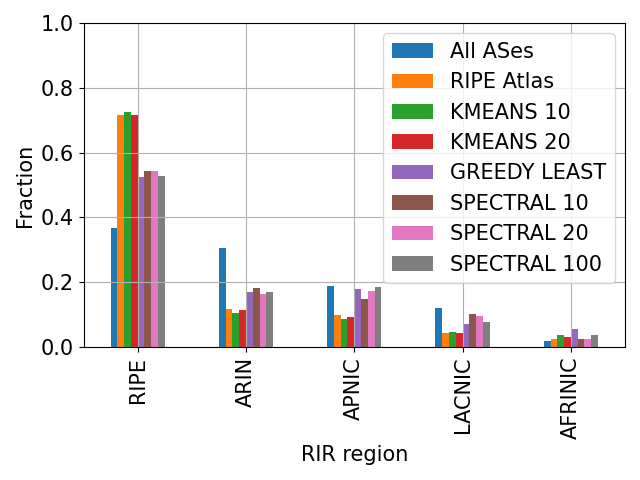 1.0
0.8
0.6
0.4
0.2
0.0
Fraction
All ASes
RIPE Atlas
KMEANS 10
KMEANS 20
GREEDY LEAST
SPECTRAL 10
SPECTRAL 20
SPECTRAL 100
RIPE
ARIN
APNIC
LACNIC
AFRINIC
RIR region